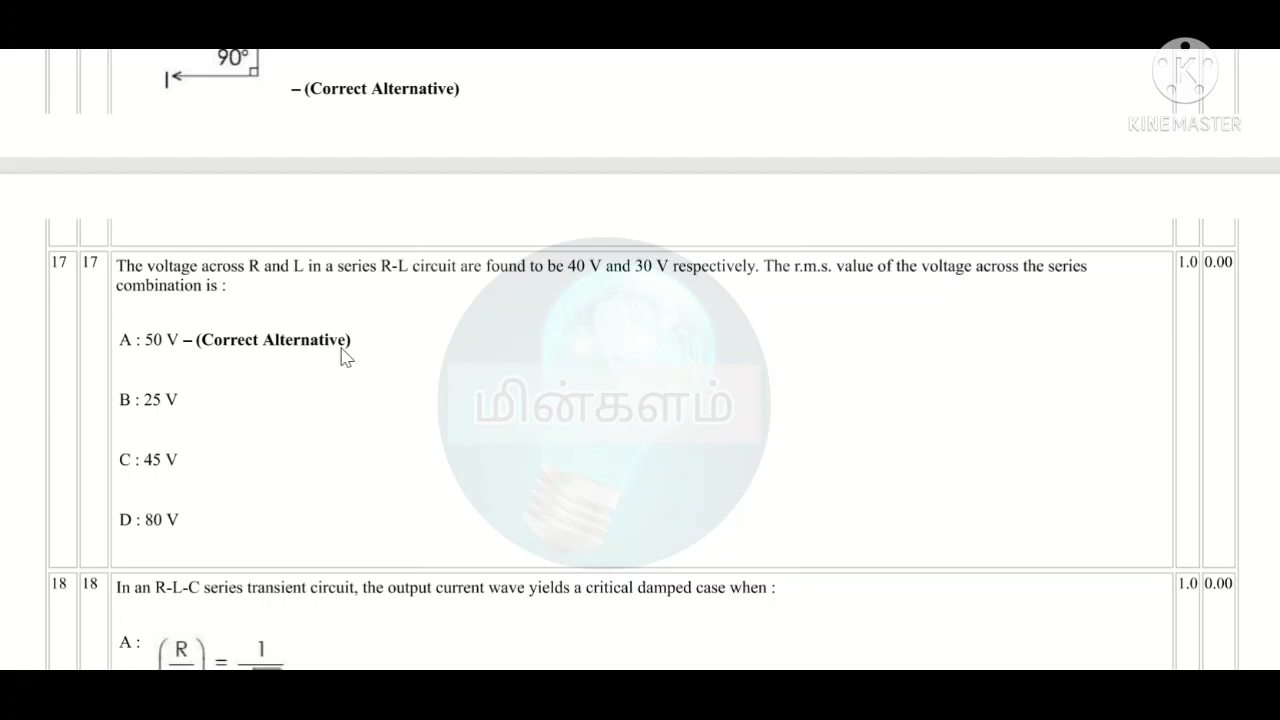 90°
I
– (Correct Alternative)
KINEMASTER
17 17 The voltage across R and L in a series R-L circuit are found to be 40 V and 30 V respectively. The r.m.s. value of the voltage across the series 1.0 0.00
combination is :
A : 50 V – (Correct Alternative)
B : 25 V
மின்களம்
C : 45 V
D : 80 V
18 18 In an R-L-C series transient circuit, the output current wave yields a critical damped case when : 1.0 0.00
A : (R
) = 1